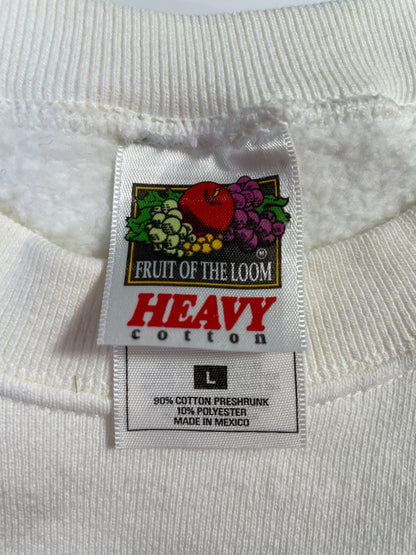 FRUIT OF THE LOOM
HEAVY
cotton
L
90% COTTON PRESHRUNK
10% POLYESTER
MADE IN MEXICO